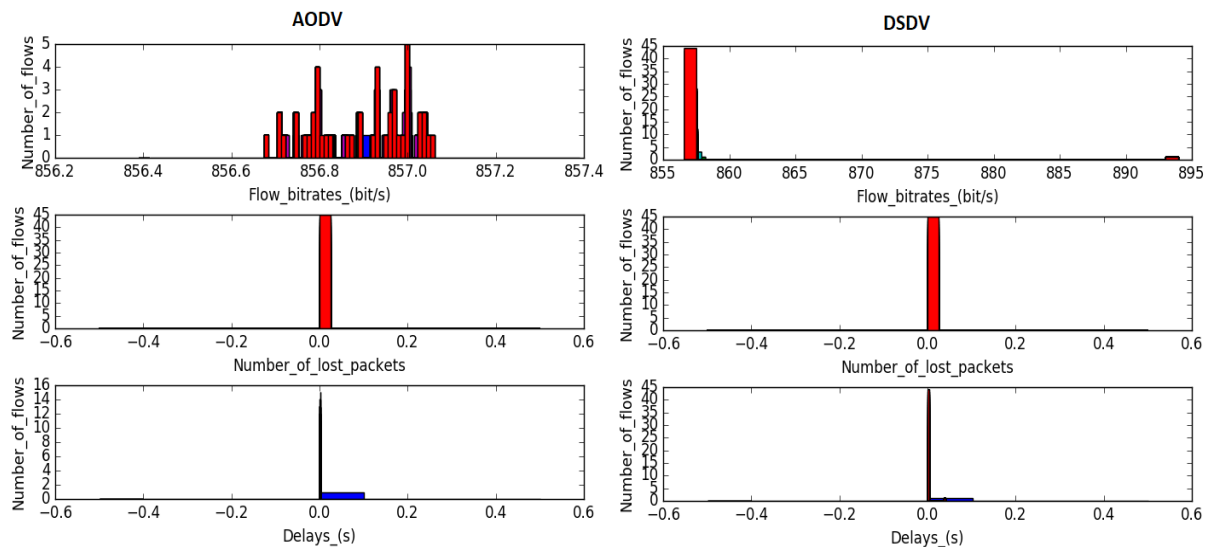 AODV
Number_of_flows
5
4
3
2
1
0
856.2 856.4 856.6 856.8 857.0 857.2 857.4
Flow_bitrates_(bit/s)
Number_of_flows
45
40
35
30
25
20
15
10
5
0
−0.6 −0.4 −0.2 0.0 0.2 0.4 0.6
Number_of_lost_packets
Number_of_flows
16
14
12
10
8
6
4
2
0
−0.6 −0.4 −0.2 0.0 0.2 0.4 0.6
Delays_(s)
DSDV
Number_of_flows
45
40
35
30
25
20
15
10
5
0
855 860 865 870 875 880 885 890 895
Flow_bitrates_(bit/s)
Number_of_flows
45
40
35
30
25
20
15
10
5
0
−0.6 −0.4 −0.2 0.0 0.2 0.4 0.6
Number_of_lost_packets
Number_of_flows
45
40
35
30
25
20
15
10
5
0
−0.6 −0.4 −0.2 0.0 0.2 0.4 0.6
Delays_(s)